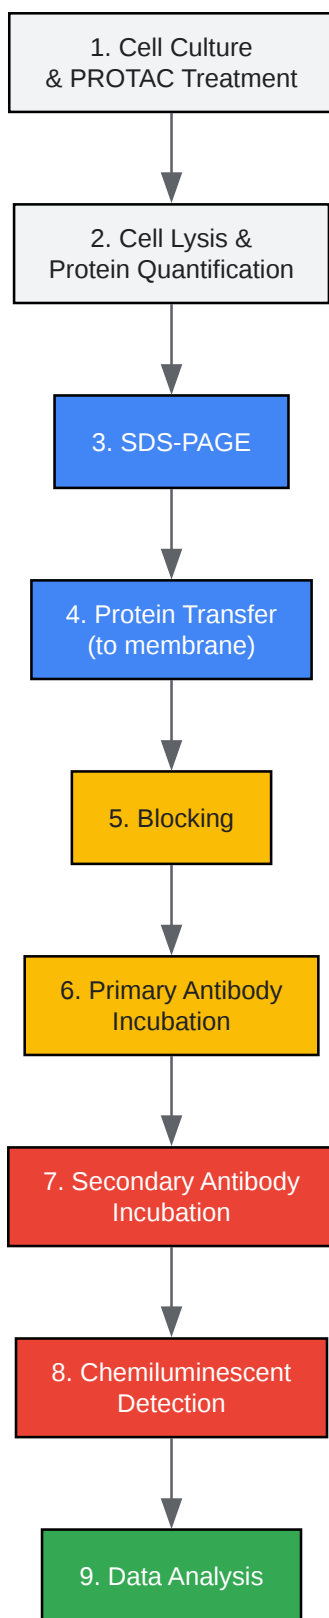 1. Cell Culture
& PROTAC Treatment
2. Cell Lysis &
Protein Quantification
3. SDS-PAGE
4. Protein Transfer
(to membrane)
5. Blocking
6. Primary Antibody
Incubation
7. Secondary Antibody
Incubation
8. Chemiluminescent
Detection
9. Data Analysis